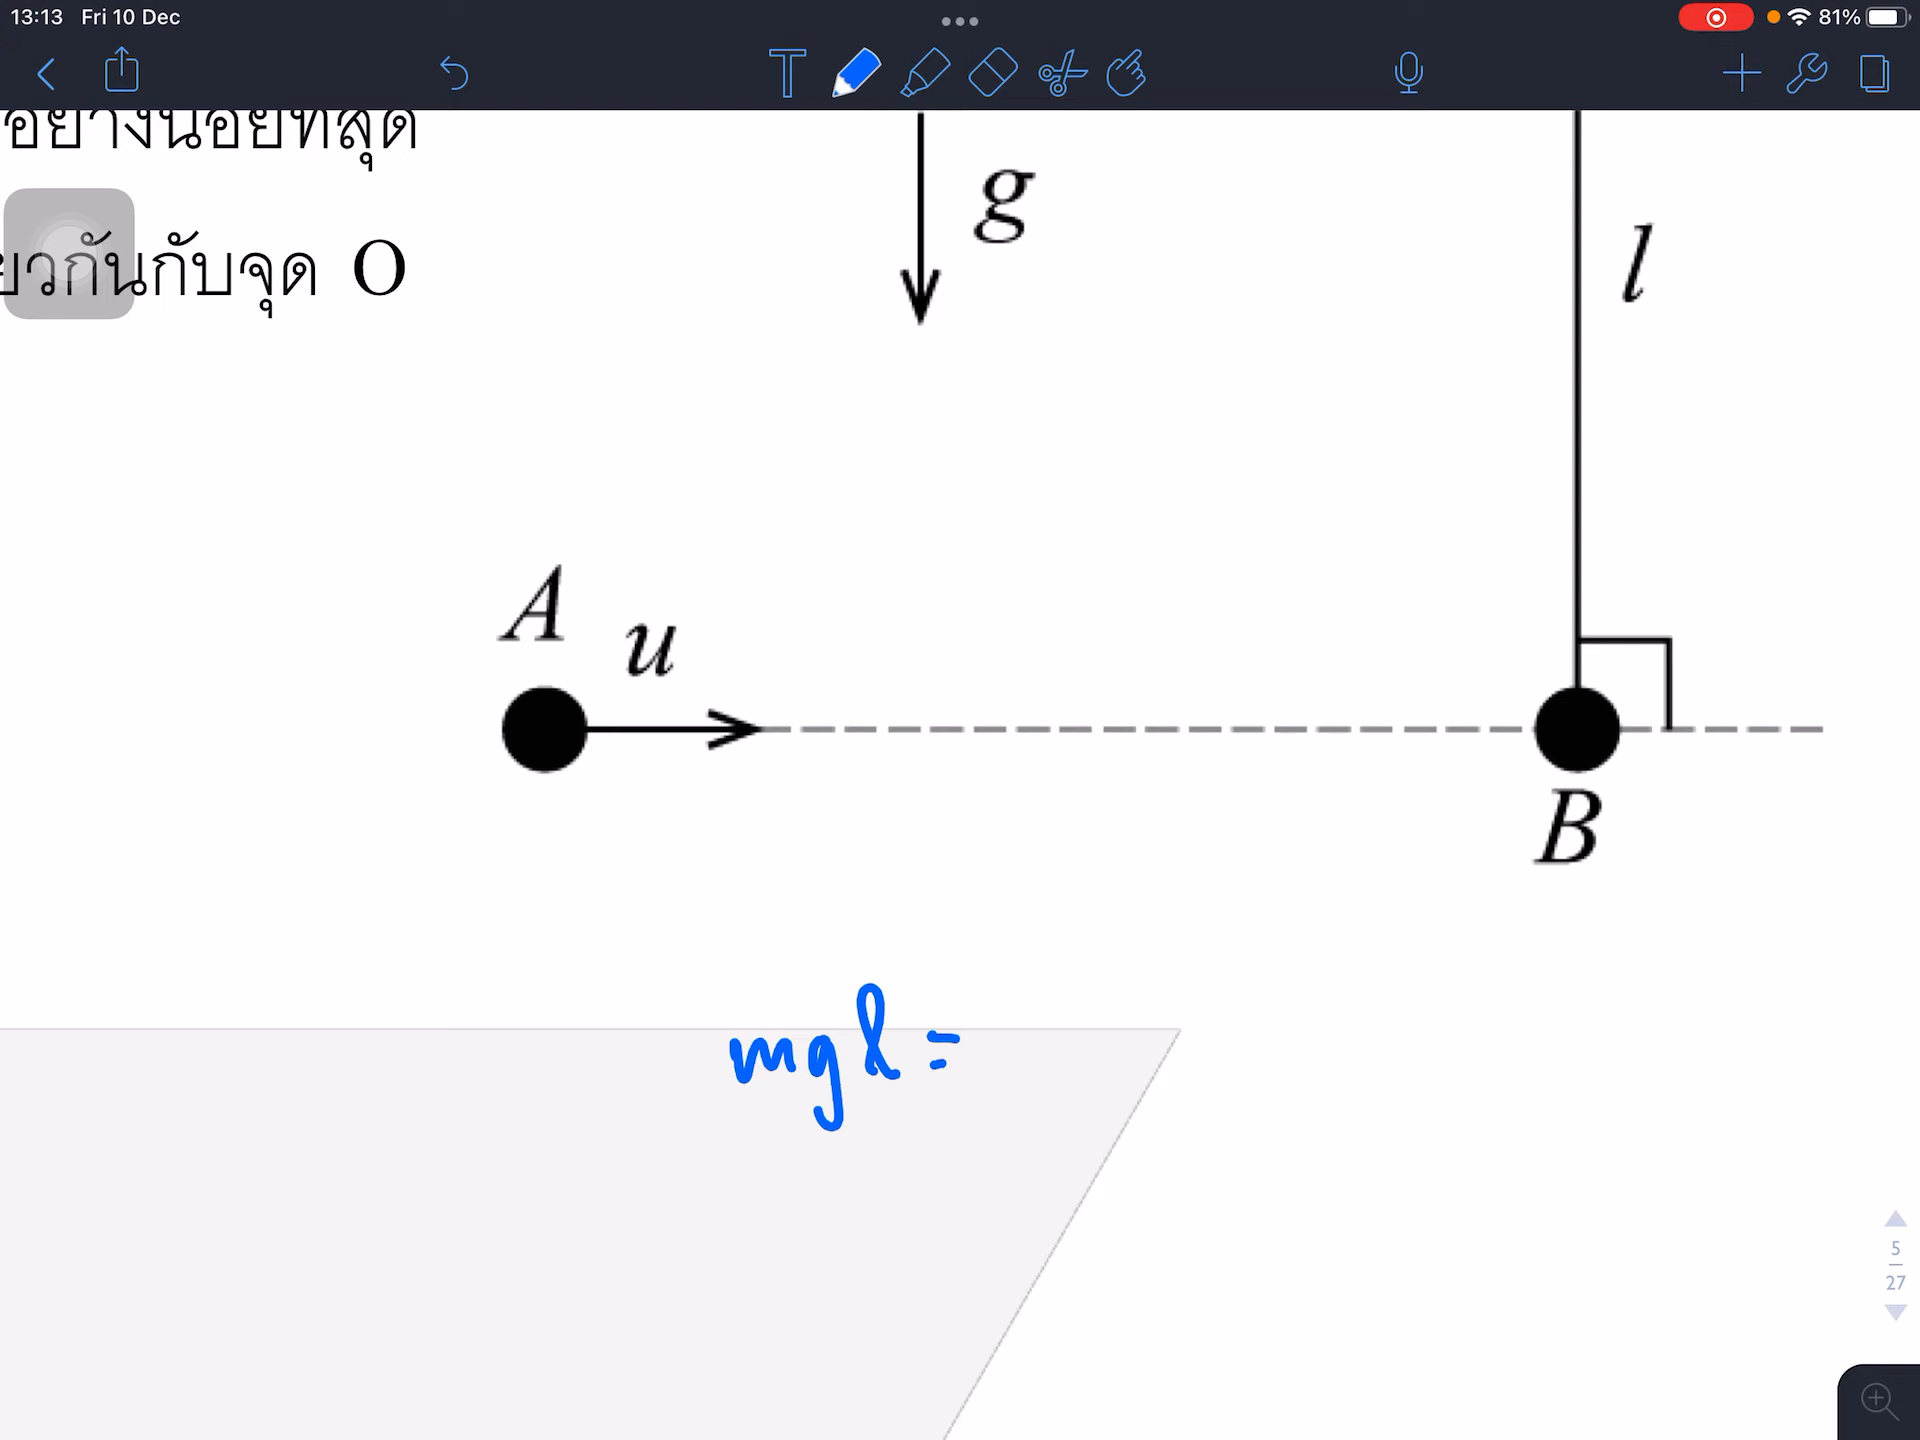 13:13 Fri 10 Dec
81%
อย่างน้อยที่สุด
ยวกันกับจุด O
g
l
A
u
B
mgl =
5
27